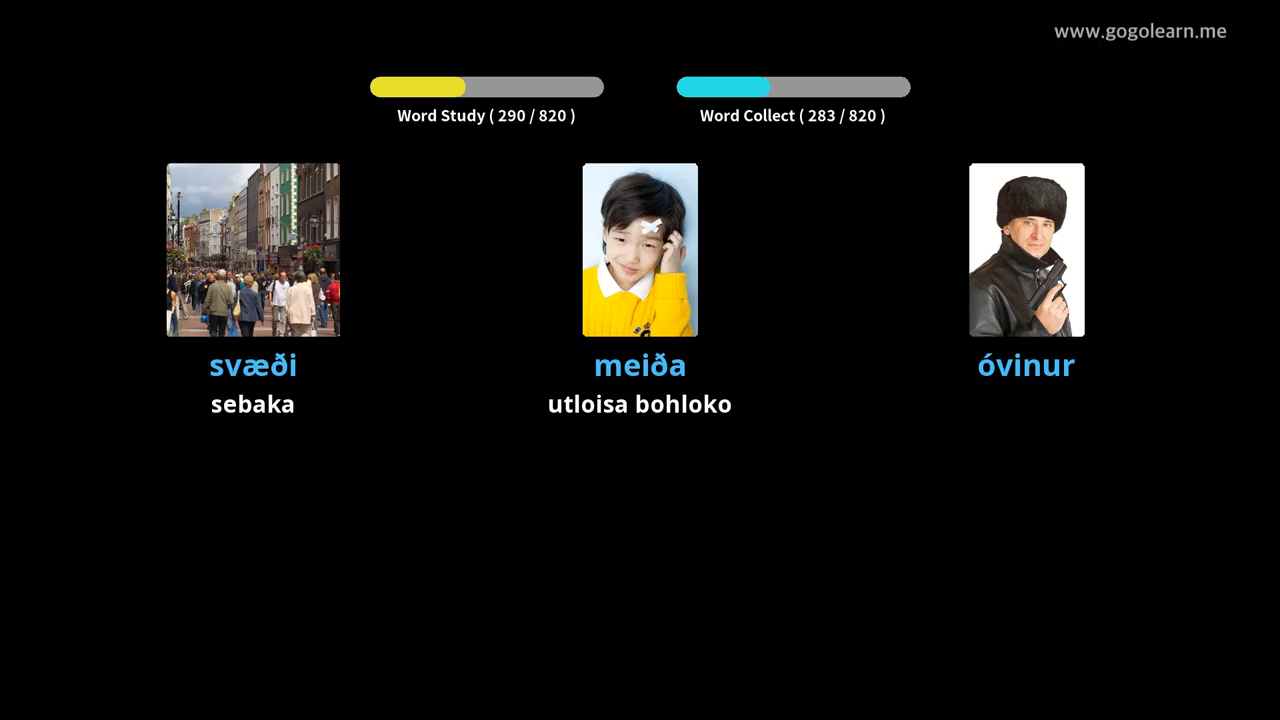 www.gogolearn.me
Word Study ( 290 / 820 )
Word Collect ( 283 / 820 )
svæði
meiða
óvinur
sebaka
utloisa bohloko